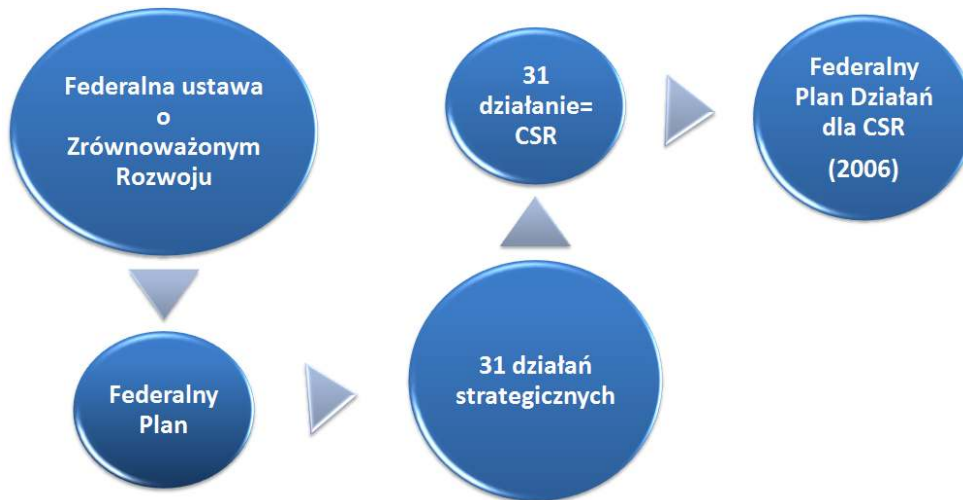 Federalna ustawa
o
Zrównoważonym
Rozwoju
Federalny
Plan
31 działań
strategicznych
31
działanie=
CSR
Federalny
Plan Działań
dla CSR
(2006)